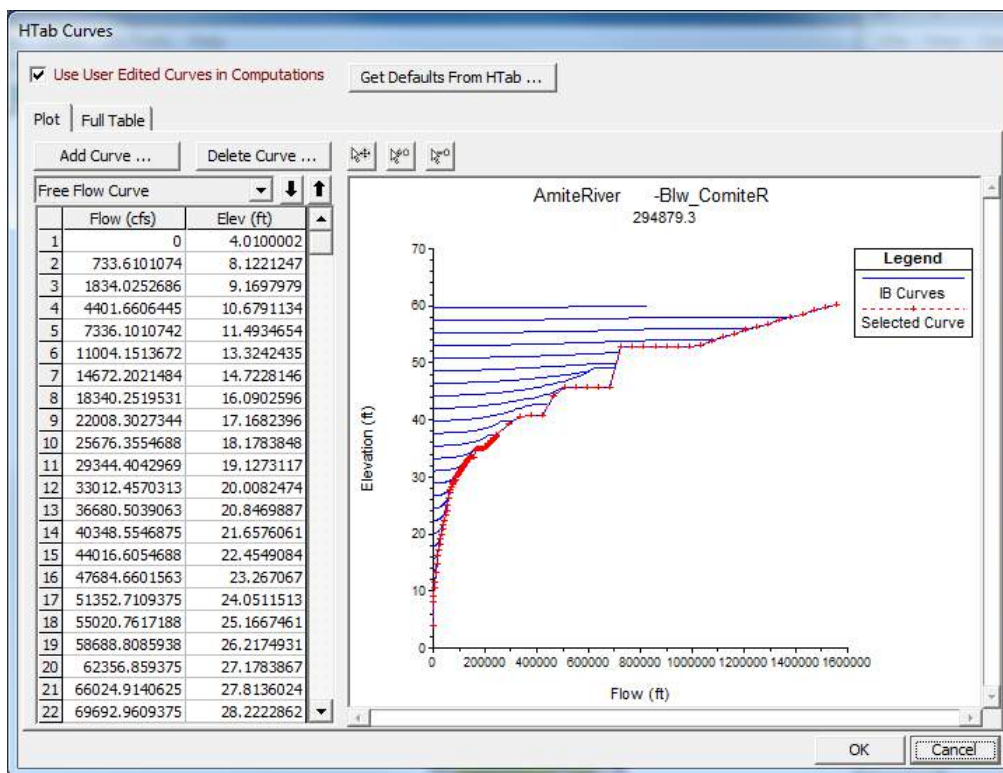 HTab Curves
Use User Edited Curves in Computations
Get Defaults From HTab ...
Plot
Full Table
Add Curve ...
Delete Curve ...
Free Flow Curve
Flow (cfs) Elev (ft)
1 0 4.0100002
2 733.6101074 8.1221247
3 1834.0252686 9.1697979
4 4401.6606445 10.6791134
5 7336.1010742 11.4934654
6 11004.1513672 13.3242435
7 14672.2021484 14.7228146
8 18340.2519531 16.0902596
9 22008.3027344 17.1682396
10 25676.3554688 18.1783848
11 29344.4042969 19.1273117
12 33012.4570313 20.0082474
13 36680.5039063 20.8469887
14 40348.5546875 21.6576061
15 44016.6054688 22.4549084
16 47684.6601563 23.267067
17 51352.7109375 24.0511513
18 55020.7617188 25.1667461
19 58688.8085938 26.2174931
20 62356.859375 27.1783867
21 66024.9140625 27.8136024
22 69692.9609375 28.2222862
AmiteRiver -Blw_ComiteR
294879.3
70
60
50
40
30
20
10
0
Elevation (ft)
0 200000 400000 600000 800000 1000000 1200000 1400000 1600000
Flow (ft)
Legend
IB Curves
Selected Curve
OK
Cancel